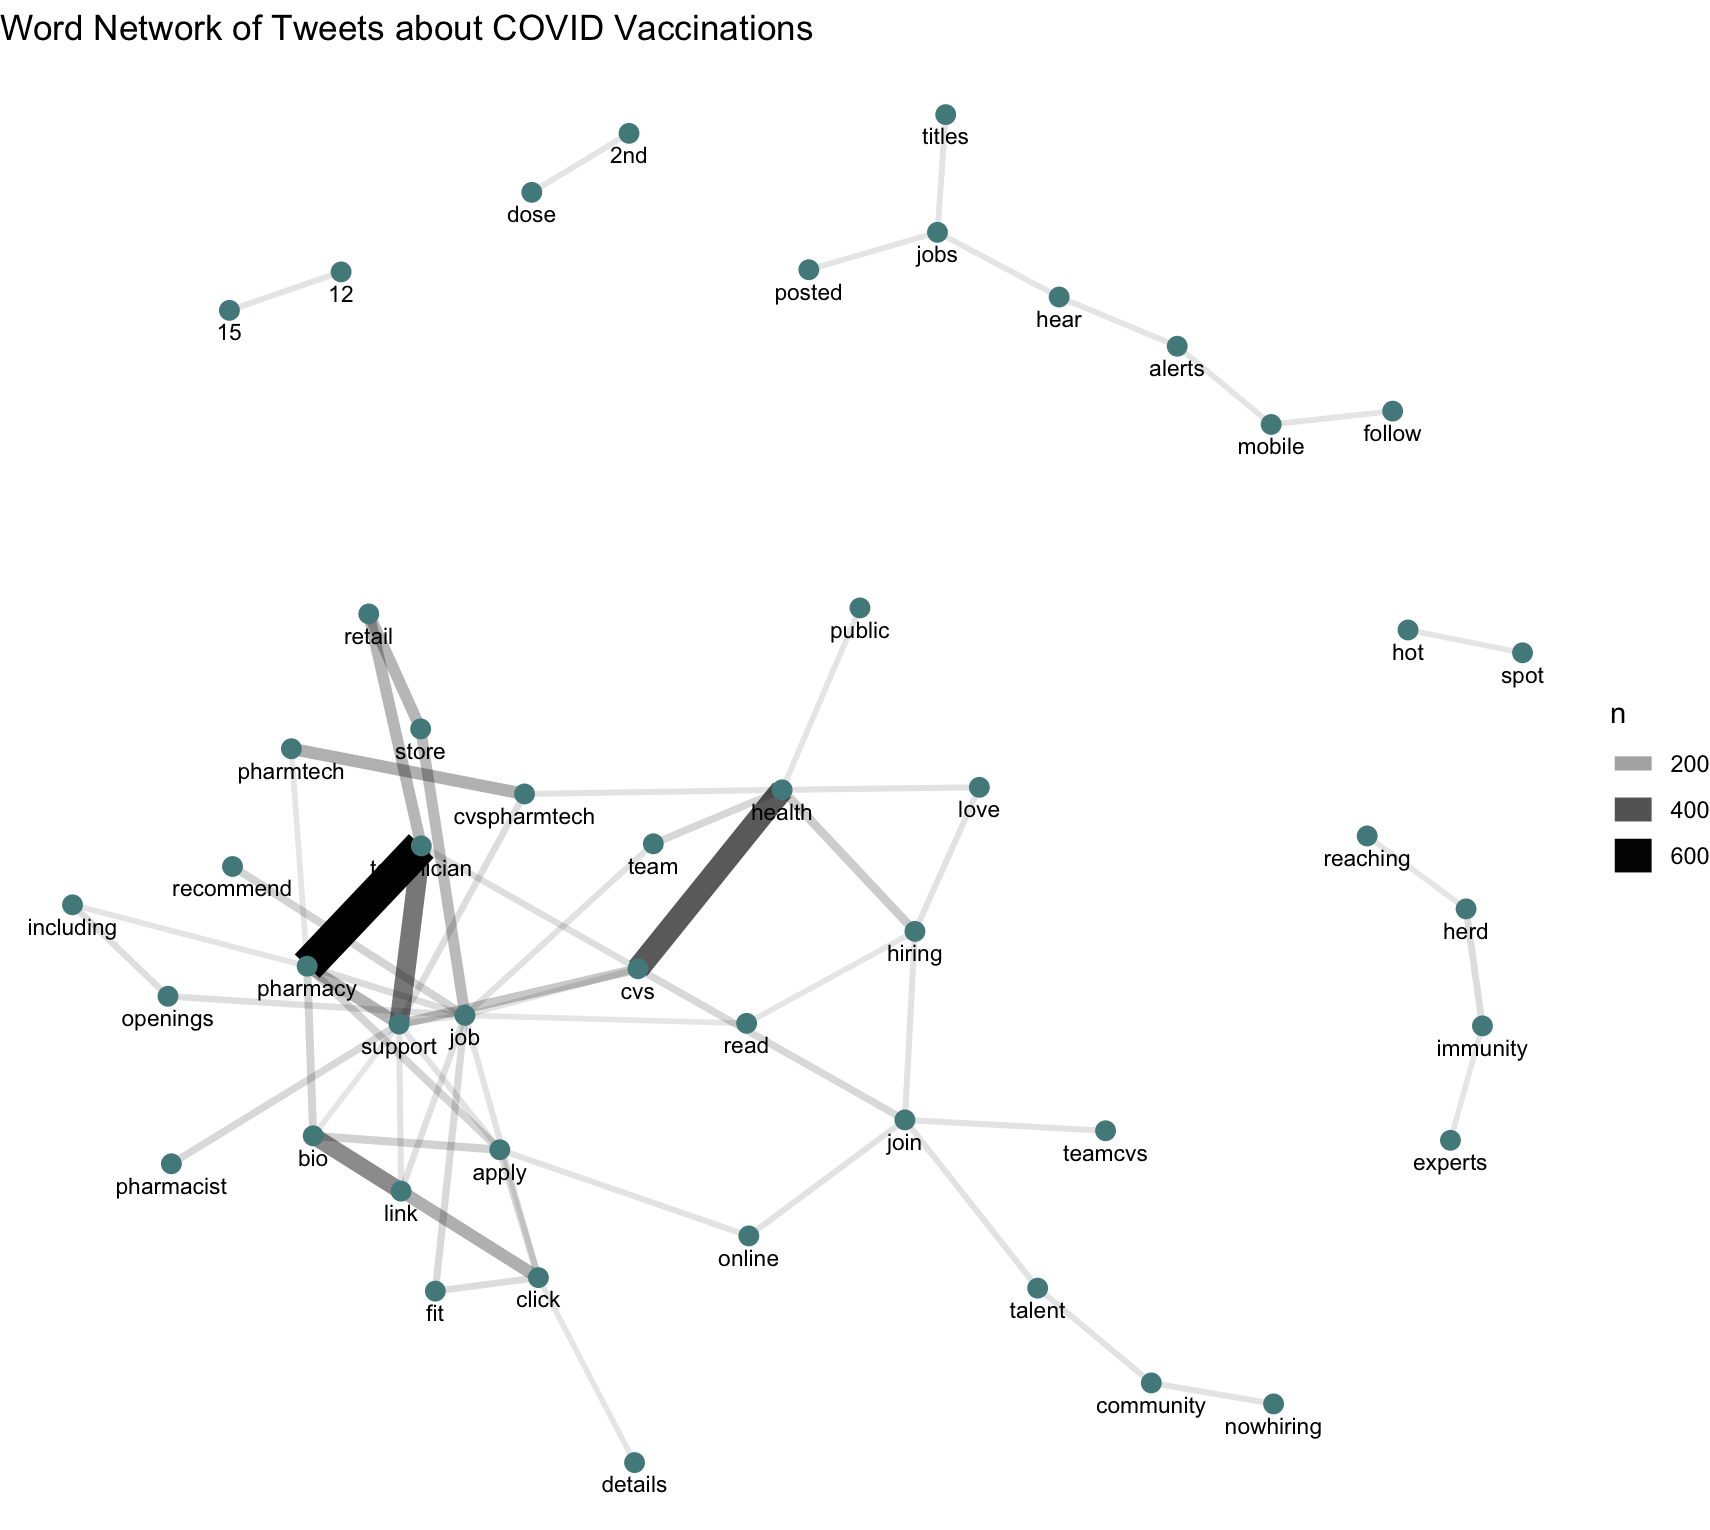 Word Network of Tweets about COVID Vaccinations
titles
2nd
dose
jobs
12
posted
hear
15
alerts
follow
mobile
public
retail
hot
spot
n
store
pharmtech
200
love
health
400
cvspharmtech
600
reaching
team
recommend
including
herd
hiring
pharmacy
cvs
openings
job
read
support
immunity
join
teamcvs
bio
experts
apply
pharmacist
link
online
click
talent
fit
community
nowhiring
details